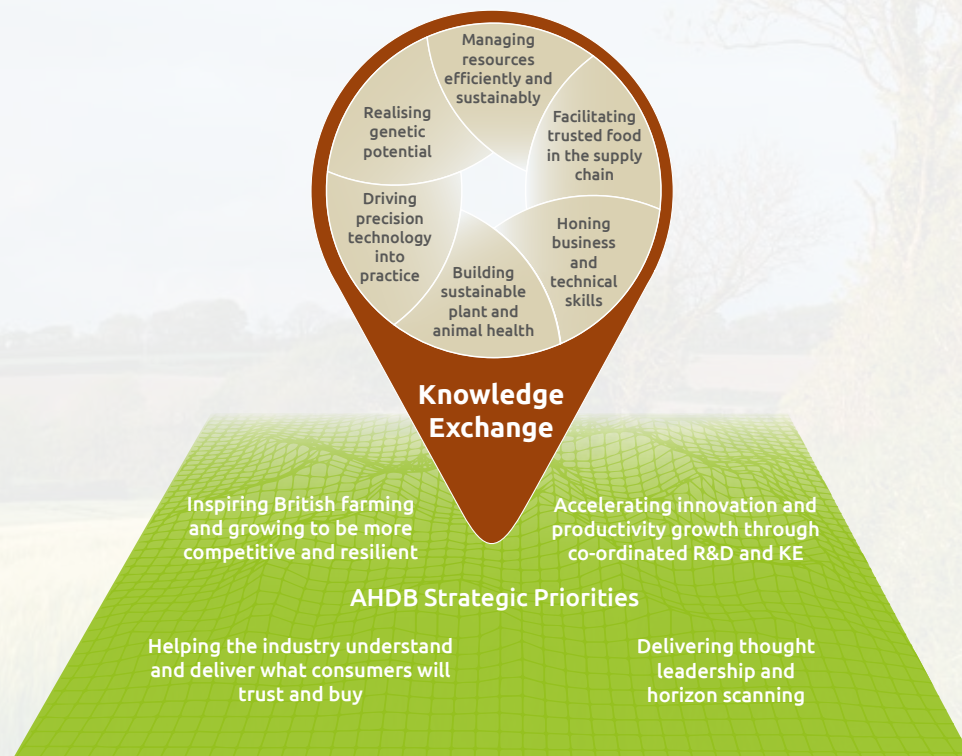 Managing
resources
efficiently and
sustainably
Realising
genetic
potential
Facilitating
trusted food
in the supply
chain
Driving
precision
technology
into
practice
Honing
business
and
technical
skills
Building
sustainable
plant and
animal health
Knowledge
Exchange
Inspiring British farming
and growing to be more
competitive and resilient
Accelerating innovation and
productivity growth through
co-ordinated R&D and KE
AHDB Strategic Priorities
Helping the industry understand
and deliver what consumers will
trust and buy
Delivering thought
leadership and
horizon scanning